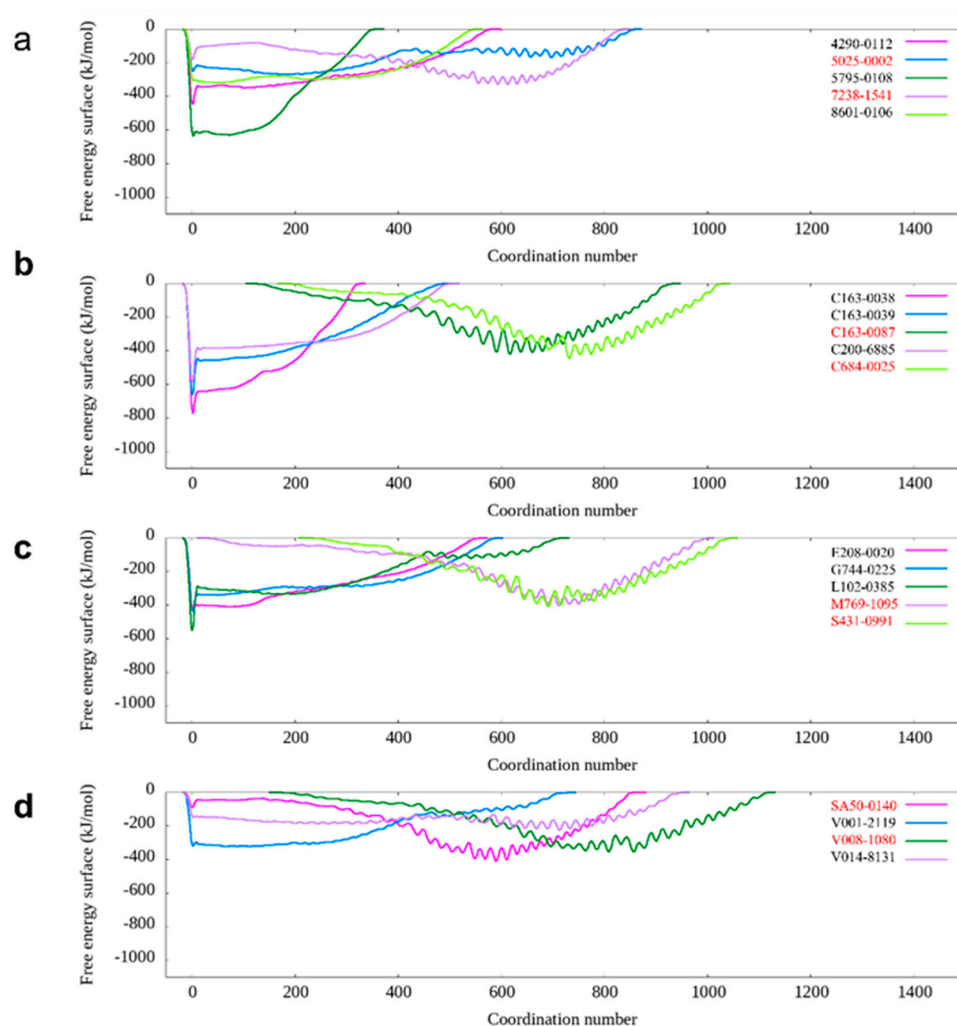 a
Free energy surface (kJ/mol)
0
-200
-400
-600
-800
-1000
4290-0112
5025-0002
5795-0108
7238-1541
8601-0106
0 200 400 600 800 1000 1200 1400
Coordination number
b
Free energy surface (kJ/mol)
0
-200
-400
-600
-800
-1000
C163-0038
C163-0039
C163-0087
C200-6885
C684-0025
0 200 400 600 800 1000 1200 1400
Coordination number
c
Free energy surface (kJ/mol)
0
-200
-400
-600
-800
-1000
F208-0020
G744-0225
L102-0385
M769-1095
S431-0991
0 200 400 600 800 1000 1200 1400
Coordination number
d
Free energy surface (kJ/mol)
0
-200
-400
-600
-800
-1000
SA50-0140
V001-2119
V008-1080
V014-8131
0 200 400 600 800 1000 1200 1400
Coordination number